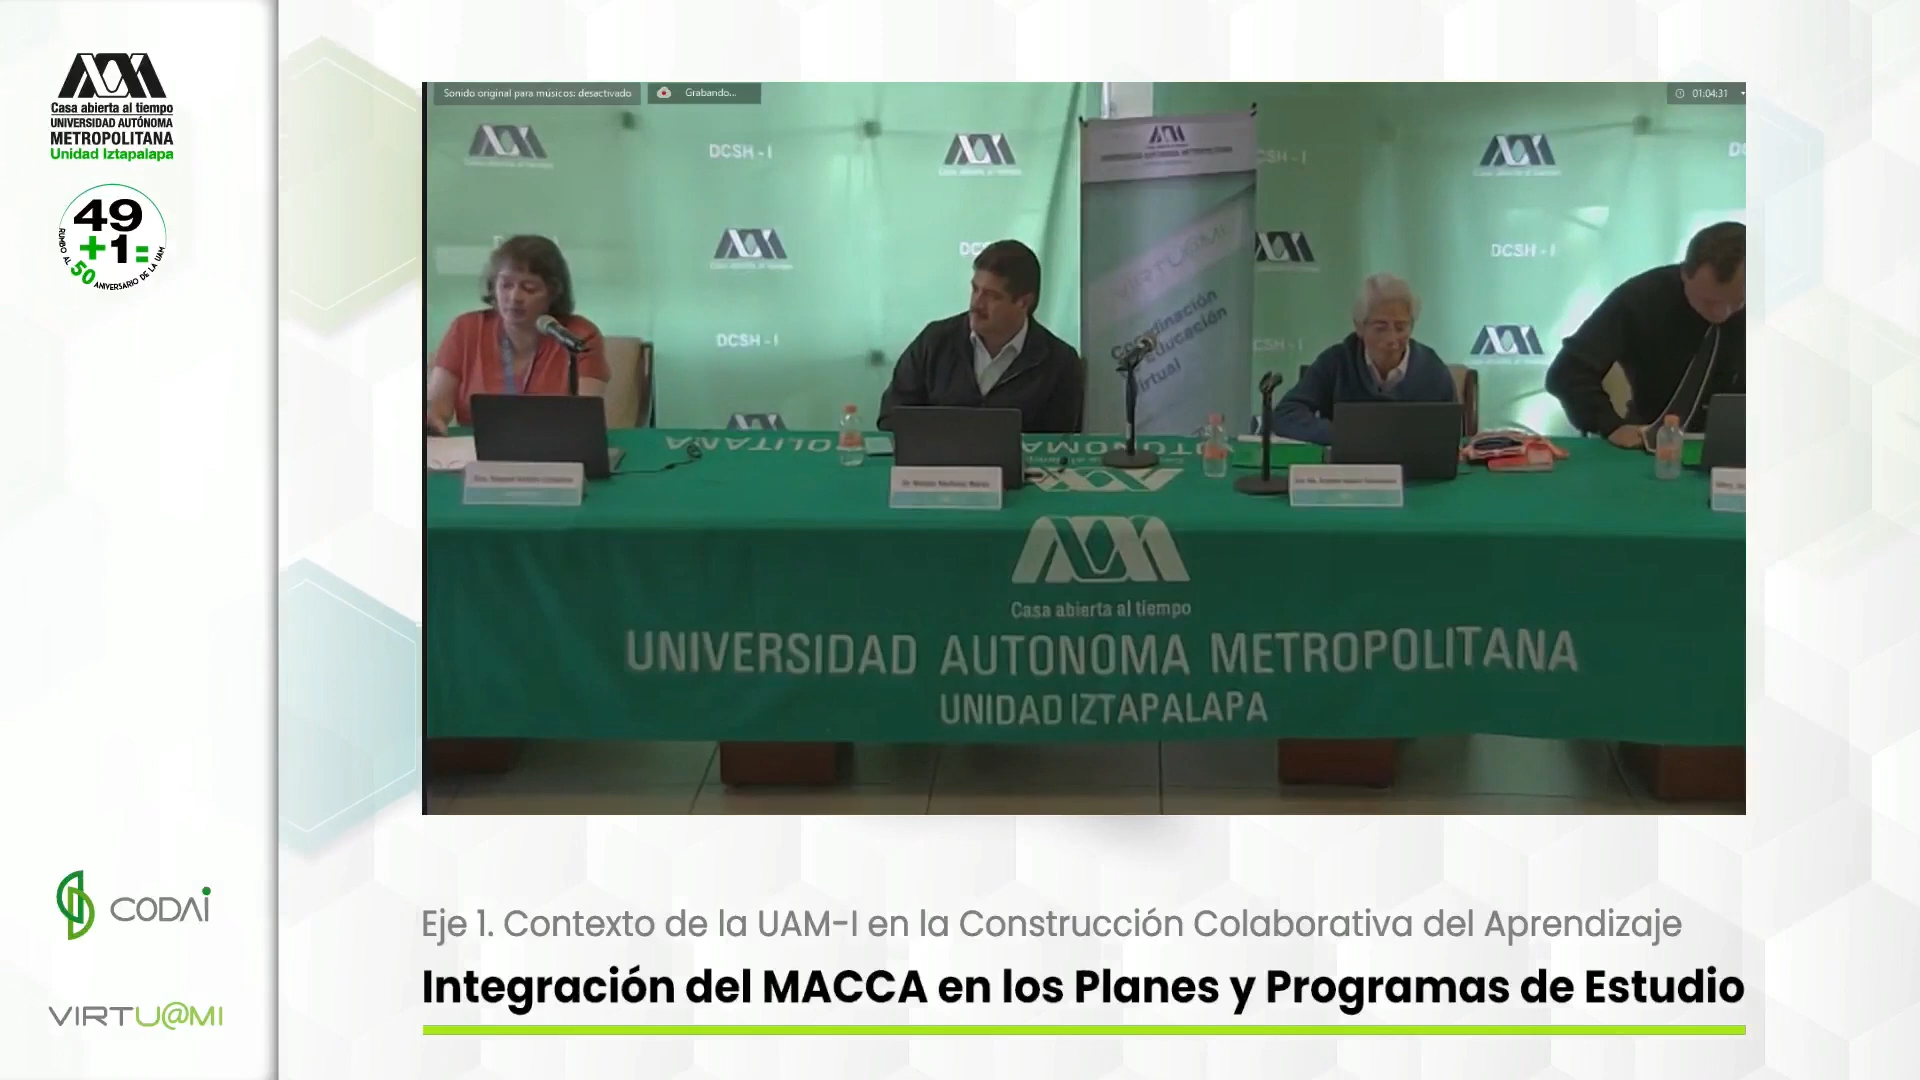 Casa abierta al tiempo
UNIVERSIDAD AUTÓNOMA
METROPOLITANA
Unidad Iztapalapa
49
+1=
RUMBO AL 50 ANIVERSARIO DE LA UAM
CODAI
VIRTU@MI
Sonido original para músicos: desactivado
Grabando...
01:04:31
DCSH - I
DCSH - I
DCSH - I
DCSH - I
VIRTU@MI
Coordinación
Educación
Virtual
Casa abierta al tiempo
UNIVERSIDAD AUTONOMA METROPOLITANA
UNIDAD IZTAPALAPA
Eje 1. Contexto de la UAM-I en la Construcción Colaborativa del Aprendizaje
Integración del MACCA en los Planes y Programas de Estudio